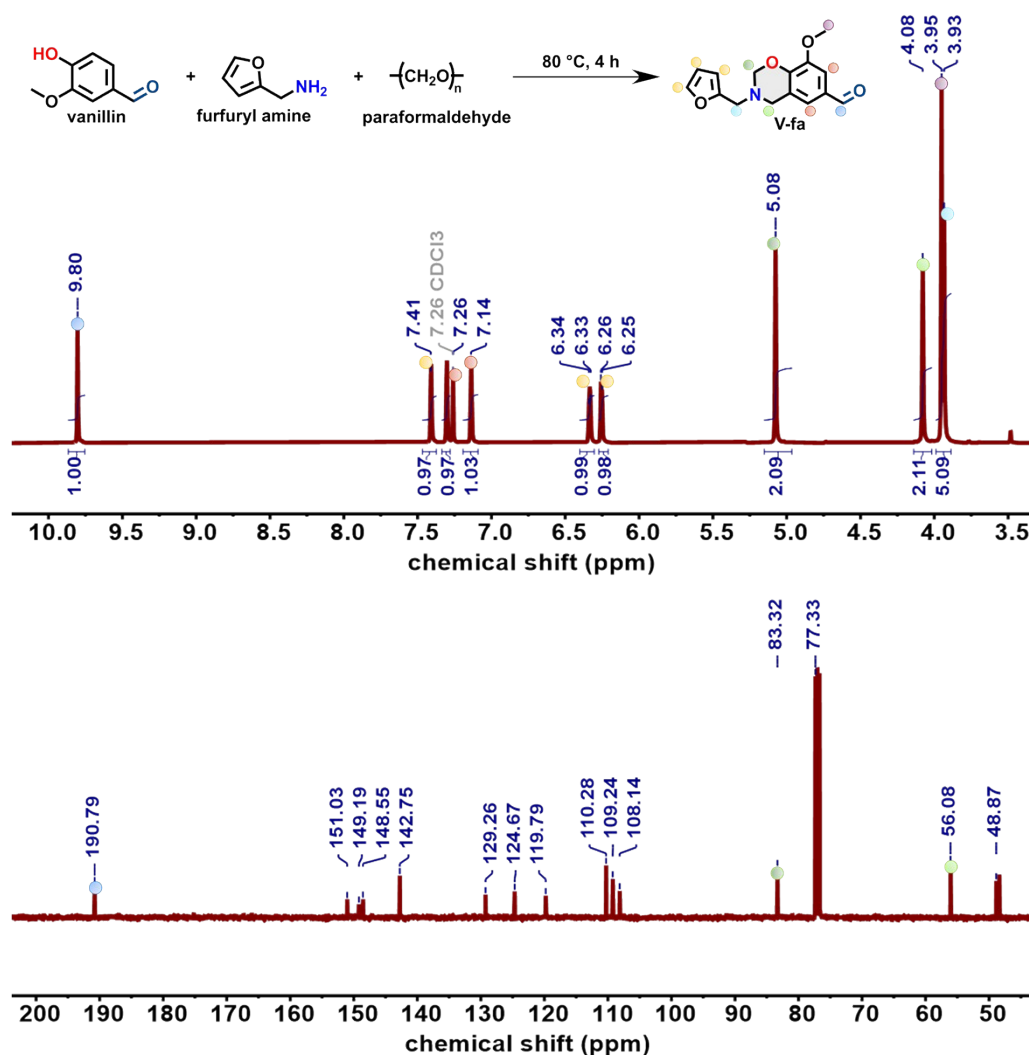 HO
O
O
vanillin
+
O
NH2
furfuryl amine
+
(CH2O)n
paraformaldehyde
80 °C, 4 h
O
O
O
N
O
V-fa
9.80
7.41
7.26 CDCl3
7.26
7.14
6.34
6.33
6.26
6.25
5.08
4.08
3.95
3.93
1.00
0.97
0.97
1.03
0.99
0.98
2.09
2.11
5.09
10.0 9.5 9.0 8.5 8.0 7.5 7.0 6.5 6.0 5.5 5.0 4.5 4.0 3.5
chemical shift (ppm)
190.79
151.03
149.19
148.55
142.75
129.26
124.67
119.79
110.28
109.24
108.14
83.32
77.33
56.08
48.87
200 190 180 170 160 150 140 130 120 110 100 90 80 70 60 50
chemical shift (ppm)